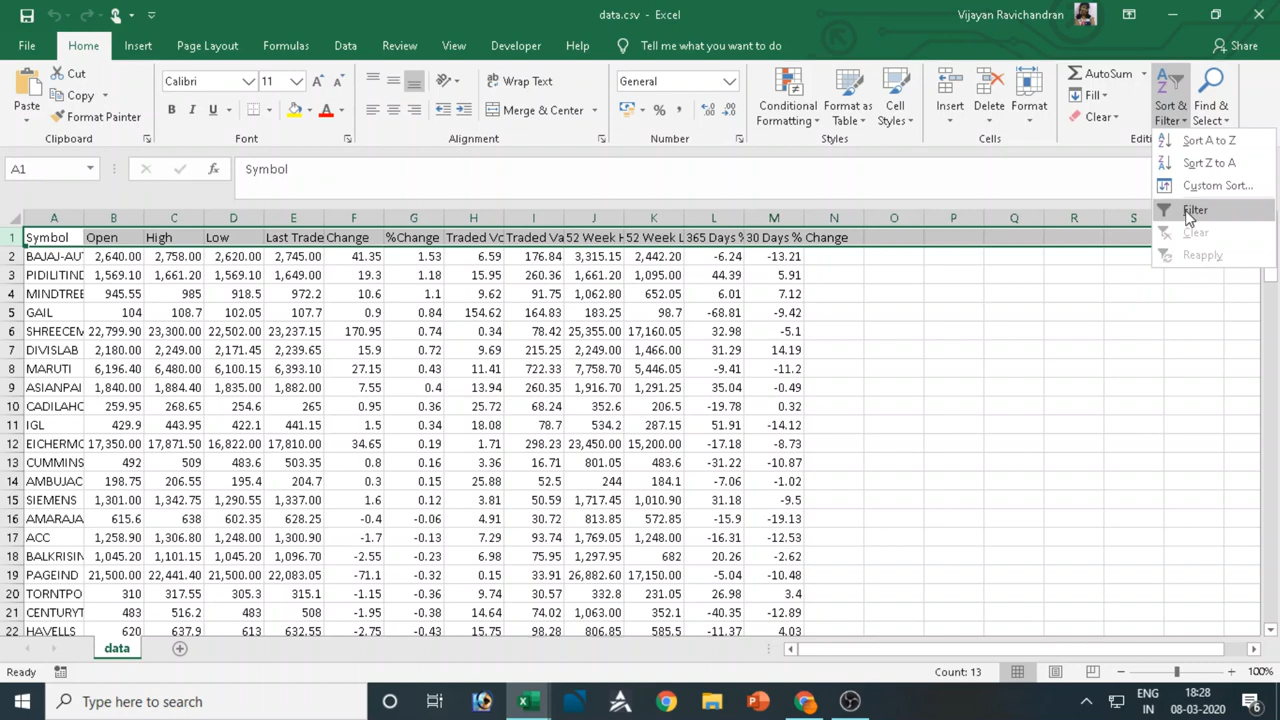 data.csv - Excel
Vijayan Ravichandran
File Home Insert Page Layout Formulas Data Review View Developer Help Tell me what you want to do Share
Paste
Cut
Copy
Format Painter
Clipboard
Calibri 11
B I U
Font
Wrap Text
Merge & Center
Alignment
General
Number
Conditional Formatting
Format as Table
Cell Styles
Styles
Insert Delete Format
Cells
AutoSum
Fill
Clear
Sort & Filter
Find & Select
Edi
Sort A to Z
Sort Z to A
Custom Sort...
Filter
Clear
Reapply
A1 fx Symbol
A B C D E F G H I J K L M N O P Q R S
1 Symbol Open High Low Last Trade Change %Change Traded Vo Traded Va 52 Week H 52 Week L 365 Days % 30 Days % Change
2 BAJAJ-AU 2,640.00 2,758.00 2,620.00 2,745.00 41.35 1.53 6.59 176.84 3,315.15 2,442.20 -6.24 -13.21
3 PIDILITIND 1,569.10 1,661.20 1,569.10 1,649.00 19.3 1.18 15.95 260.36 1,661.20 1,095.00 44.39 5.91
4 MINDTREE 945.55 985 918.5 972.2 10.6 1.1 9.62 91.75 1,062.80 652.05 6.01 7.12
5 GAIL 104 108.7 102.05 107.7 0.9 0.84 154.62 164.83 183.25 98.7 -68.81 -9.42
6 SHREECEM 22,799.90 23,300.00 22,502.00 23,237.15 170.95 0.74 0.34 78.42 25,355.00 17,160.05 32.98 -5.1
7 DIVISLAB 2,180.00 2,249.00 2,171.45 2,239.65 15.9 0.72 9.69 215.25 2,249.00 1,466.00 31.29 14.19
8 MARUTI 6,196.40 6,480.00 6,100.15 6,393.10 27.15 0.43 11.41 722.33 7,758.70 5,446.05 -9.41 -11.2
9 ASIANPAI 1,840.00 1,884.40 1,835.00 1,882.00 7.55 0.4 13.94 260.35 1,916.70 1,291.25 35.04 -0.49
10 CADILAHC 259.95 268.65 254.6 265 0.95 0.36 25.72 68.24 352.6 206.5 -19.78 0.32
11 IGL 429.9 443.95 422.1 441.15 1.5 0.34 18.08 78.7 534.2 287.15 51.91 -14.12
12 EICHERMO 17,350.00 17,871.50 16,822.00 17,810.00 34.65 0.19 1.71 298.23 23,450.00 15,200.00 -17.18 -8.73
13 CUMMINS 492 509 483.6 503.35 0.8 0.16 3.36 16.71 801.05 483.6 -31.22 -10.87
14 AMBUJAC 198.75 206.55 195.4 204.7 0.3 0.15 25.88 52.5 244 184.1 -7.06 -1.02
15 SIEMENS 1,301.00 1,342.75 1,290.55 1,337.00 1.6 0.12 3.81 50.59 1,717.45 1,010.90 31.18 -9.5
16 AMARAJA 615.6 638 602.35 628.25 -0.4 -0.06 4.91 30.72 813.85 572.85 -15.9 -19.13
17 ACC 1,258.90 1,306.80 1,248.00 1,300.90 -1.7 -0.13 7.29 93.74 1,769.05 1,248.00 -16.31 -12.53
18 BALKRISIN 1,045.20 1,101.15 1,045.20 1,096.70 -2.55 -0.23 6.98 75.95 1,297.95 682 20.26 -2.62
19 PAGEIND 21,500.00 22,441.40 21,500.00 22,083.05 -71.1 -0.32 0.15 33.91 26,882.60 17,150.00 -5.04 -10.48
20 TORNTPO 310 317.55 305.3 315.1 -1.15 -0.36 9.74 30.57 332.8 231.05 26.98 3.4
21 CENTURYT 483 516.2 483 508 -1.95 -0.38 14.64 74.02 1,063.00 352.1 -40.35 -12.89
22 HAVELLS 620 637.9 613 632.55 -2.75 -0.43 15.75 98.28 806.85 585.5 -11.37 4.03
data
Ready Count: 13 100%
Type here to search
ENG
IN
18:28
08-03-2020
6